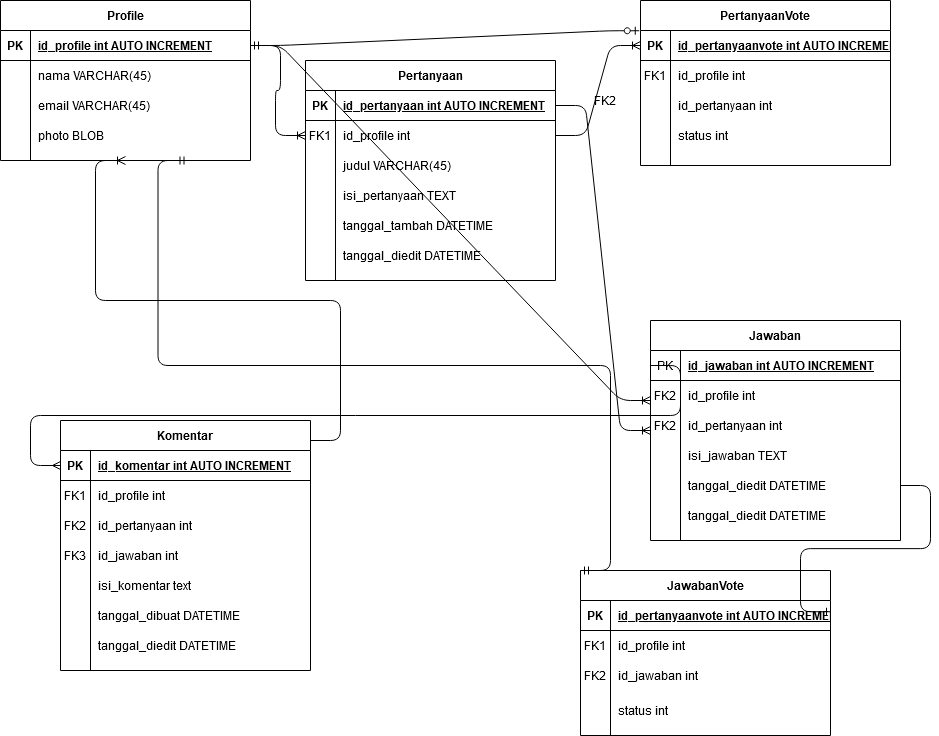 Profile
PK id_profile int AUTO INCREMENT
nama VARCHAR(45)
email VARCHAR(45)
photo BLOB
Pertanyaan
PK id_pertanyaan int AUTO INCREMENT
FK1 id_profile int
judul VARCHAR(45)
isi_pertanyaan TEXT
tanggal_tambah DATETIME
tanggal_diedit DATETIME
FK2
PertanyaanVote
PK id_pertanyaanvote int AUTO INCREME
FK1 id_profile int
id_pertanyaan int
status int
Jawaban
PK id_jawaban int AUTO INCREMENT
FK2 id_profile int
FK2 id_pertanyaan int
isi_jawaban TEXT
tanggal_diedit DATETIME
tanggal_diedit DATETIME
Komentar
PK id_komentar int AUTO INCREMENT
FK1 id_profile int
FK2 id_pertanyaan int
FK3 id_jawaban int
isi_komentar text
tanggal_dibuat DATETIME
tanggal_diedit DATETIME
JawabanVote
PK id_pertanyaanvote int AUTO INCREME
FK1 id_profile int
FK2 id_jawaban int
status int